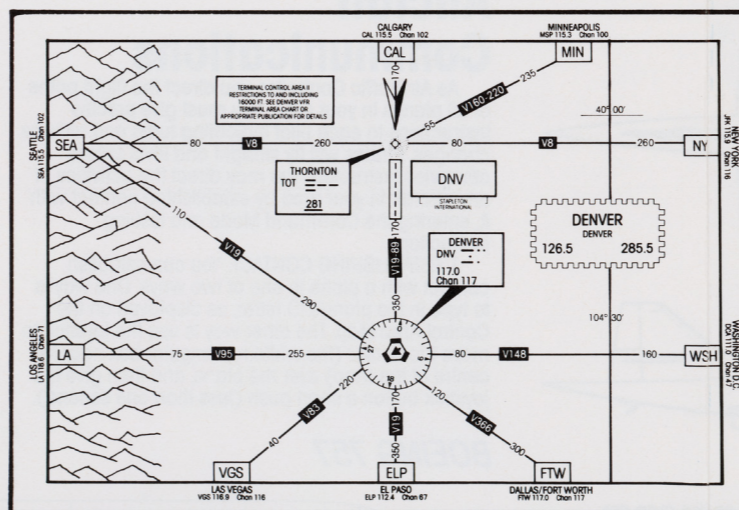 CALGARY
CAL 115.5 Chan 102
CAL
MINNEAPOLIS
MSP 115.3 Chan 100
MIN
170
235
V160-220
55
TERMINAL CONTROL AREA II
RESTRICTIONS TO AND INCLUDING
16000 FT. SEE DENVER VFR
TERMINAL AREA CHART OR
APPROPRIATE PUBLICATION FOR DETAILS
40° 00'
SEATTLE
SEA 115.5 Chan 102
SEA
80
V8
260
80
V8
260
NY
NEW YORK
JFK 115.9 Chan 116
THORNTON
TOT
281
DNV
STAPLETON
INTERNATIONAL
170
V19-89
350
DENVER
DNV
117.0
Chan 117
DENVER
DENVER
126.5
285.5
110
V19
290
104° 30'
LOS ANGELES
LA 118.6 Chan 71
LA
75
V95
255
0
27
9
18
80
V148
160
WSH
WASHINGTON D.C.
DCI 111.0 Chan 47
220
V83
40
170
V19
350
120
V366
300
VGS
LAS VEGAS
VGS 116.9 Chan 116
ELP
EL PASO
ELP 112.4 Chan 67
FTW
DALLAS/FORT WORTH
FTW 117.0 Chan 117